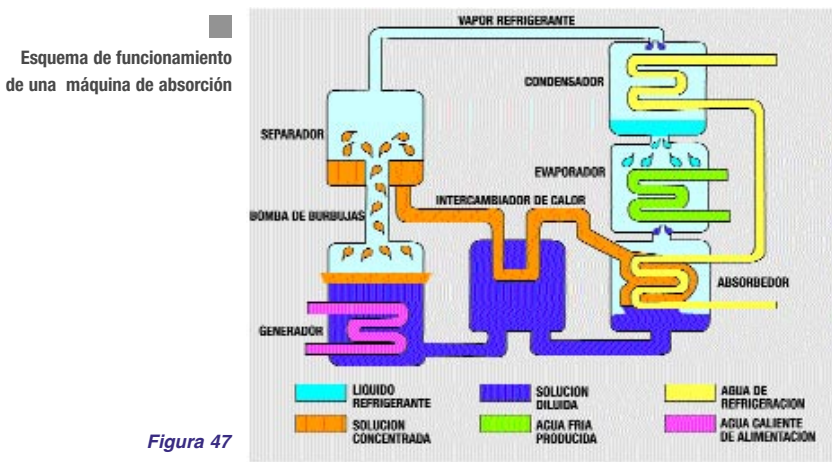 Esquema de funcionamiento
de una máquina de absorción
VAPOR REFRIGERANTE
CONDENSADOR
SEPARADOR
EVAPORADOR
INTERCAMBIADOR DE CALOR
BOMBA DE BURBUJAS
ABSORBEDOR
GENERADOR
LIQUIDO
REFRIGERANTE
SOLUCION
DILUIDA
AGUA DE
REFRIGERACION
SOLUCION
CONCENTRADA
AGUA FRIA
PRODUCIDA
AGUA CALIENTE
DE ALIMENTACION
Figura 47